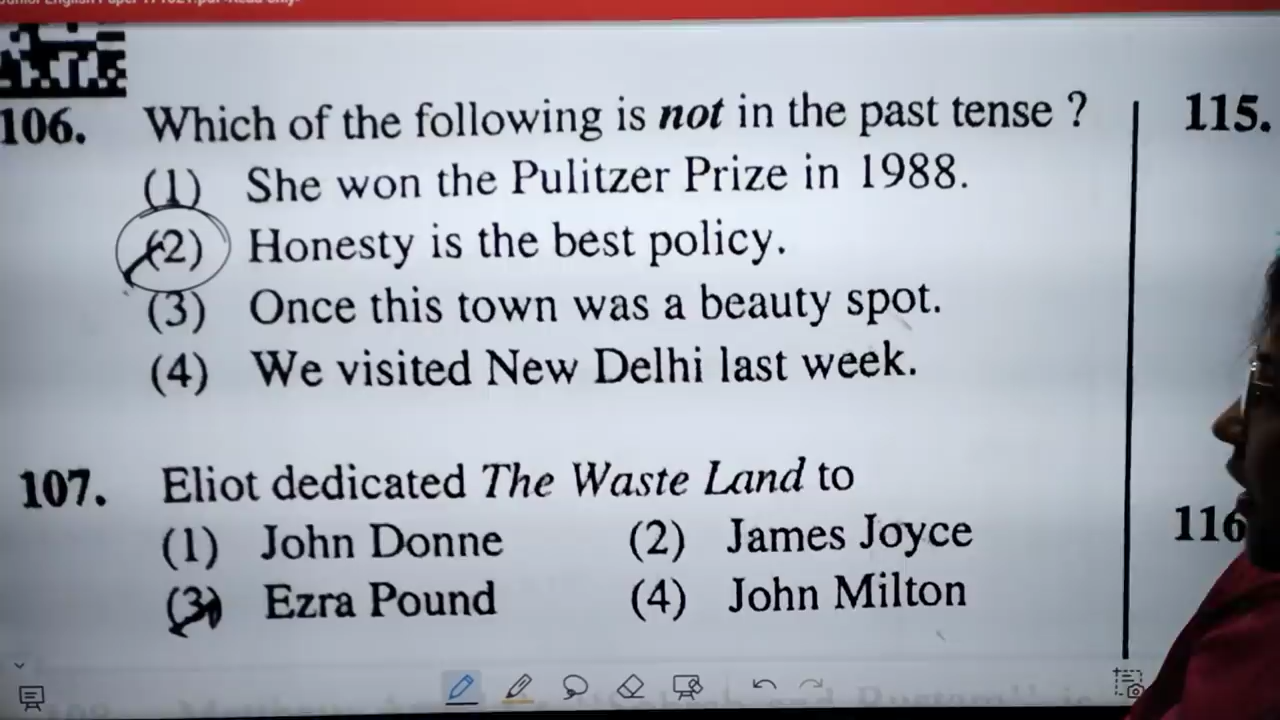 106. Which of the following is not in the past tense ?
(1) She won the Pulitzer Prize in 1988.
(2) Honesty is the best policy.
(3) Once this town was a beauty spot.
(4) We visited New Delhi last week.
107. Eliot dedicated The Waste Land to
(1) John Donne (2) James Joyce
(3) Ezra Pound (4) John Milton
115.
116